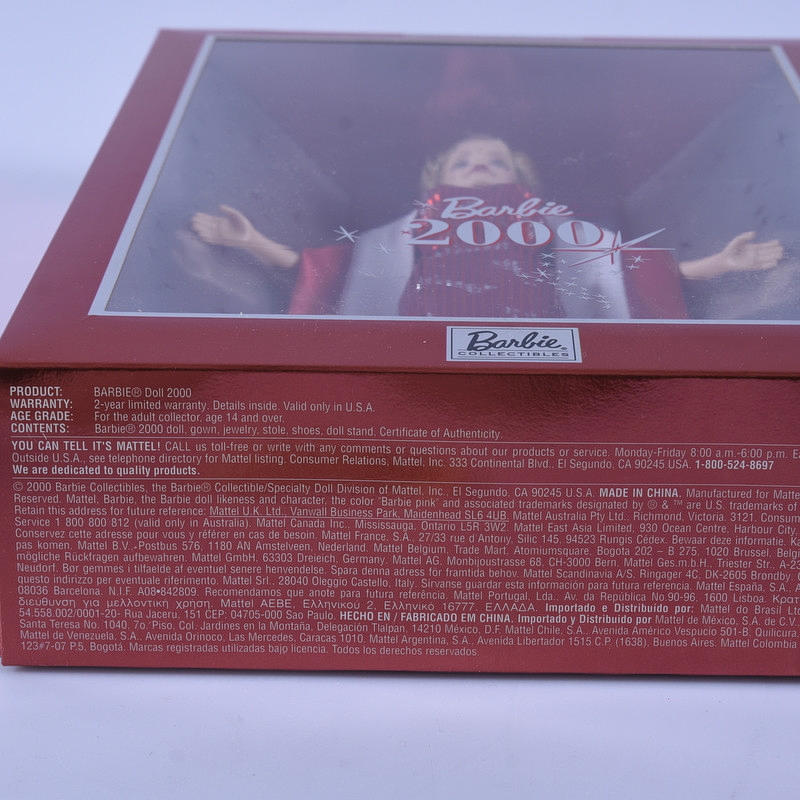 Barbie
2000
Barbie®
COLLECTIBLES
PRODUCT: BARBIE® Doll 2000
WARRANTY: 2-year limited warranty. Details inside. Valid only in U.S.A.
AGE GRADE: For the adult collector, age 14 and over.
CONTENTS: Barbie® 2000 doll, gown, jewelry, stole, shoes, doll stand, Certificate of Authenticity.
YOU CAN TELL IT'S MATTEL! CALL us toll-free or write with any comments or questions about our products or service. Monday-Friday 8:00 a.m.-6:00 p.m.
Outside U.S.A., see telephone directory for Mattel listing. Consumer Relations, Mattel, Inc. 333 Continental Blvd., El Segundo, CA 90245 USA. 1-800-524-8697
We are dedicated to quality products.
© 2000 Barbie Collectibles, the Barbie® Collectible/Specialty Doll Division of Mattel, Inc., El Segundo, CA 90245 U.S.A. MADE IN CHINA. Manufactured for
Reserved. Mattel, Barbie, the Barbie doll likeness and character, the color "Barbie pink" and associated trademarks designated by ® & ™ are U.S. trademarks of
Retain this address for future reference: Mattel U.K. Ltd., Vanwall Business Park, Maidenhead SL6 4UB. Mattel Australia Pty Ltd., Richmond, Victoria. 3121.
Service 1 800 800 812 (valid only in Australia). Mattel Canada Inc., Mississauga, Ontario L5R 3W2. Mattel East Asia Limited, 930 Ocean Centre, Harbour City,
Conservez cette adresse pour vous y référer en cas de besoin. Mattel France, S.A., 27/33 rue d'Antony, Silic 145, 94523 Rungis Cédex. Bewaar deze informatie.
pas komen. Mattel B.V.,-Postbus 576, 1180 AN Amstelveen, Nederland. Mattel Belgium, Trade Mart, Atomiumsquare, Bogota 202 – B 275, 1020 Brussel.
mögliche Rückfragen aufbewahren. Mattel GmbH, 63303 Dreieich, Germany. Mattel AG, Monbijoustrasse 68, CH-3000 Bern. Mattel Ges.m.b.H., Triester Str.
Neudorf. Bor gemmes i tilfælde af eventuel senere henvendelse. Spara denna adress för framtida behov. Mattel Scandinavia A/S, Ringager 4C, DK-2605 Brøndby.
questo indirizzo per eventuale riferimento. Mattel Srl., 28040 Oleggio Castello, Italy. Sírvanse guardar esta información para futura referencia. Mattel España, S.A.,
08036 Barcelona. N.I.F. A08•842809. Recomendamos que anote para futura referência. Mattel Portugal, Lda., Av. da República No.90-96, 1600 Lisboa.
διεύθυνση για μελλοντική χρήση. Mattel AEBE, Ελληνικού 2, Ελληνικό 16777, ΕΛΛΑΔΑ. Importado e Distribuido por: Mattel do Brasil
54.558.002/0001-20- Rua Jaceru, 151 CEP: 04705-000 Sao Paulo. HECHO EN / FABRICADO EM CHINA. Importado y Distribuido por Mattel de México, S.A. de C.V.
Santa Teresa No. 1040, 7o. Piso, Col. Jardines en la Montaña, Delegación Tlalpan, 14210 México, D.F. Mattel Chile, S.A., Avenida Américo Vespucio 501-B, Quilicura,
Mattel de Venezuela, S.A., Avenida Orinoco, Las Mercedes, Caracas 1010. Mattel Argentina, S.A., Avenida Libertador 1515 C.P. (1638), Buenos Aires. Mattel Colombia
123#7-07 P.5, Bogotá. Marcas registradas utilizadas bajo licencia. Todos los derechos reservados.